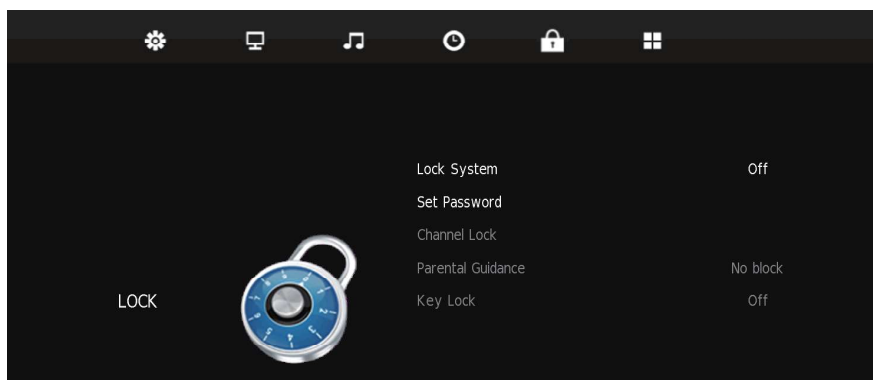 Lock System Off
Set Password
Channel Lock
Parental Guidance No block
Key Lock Off
LOCK